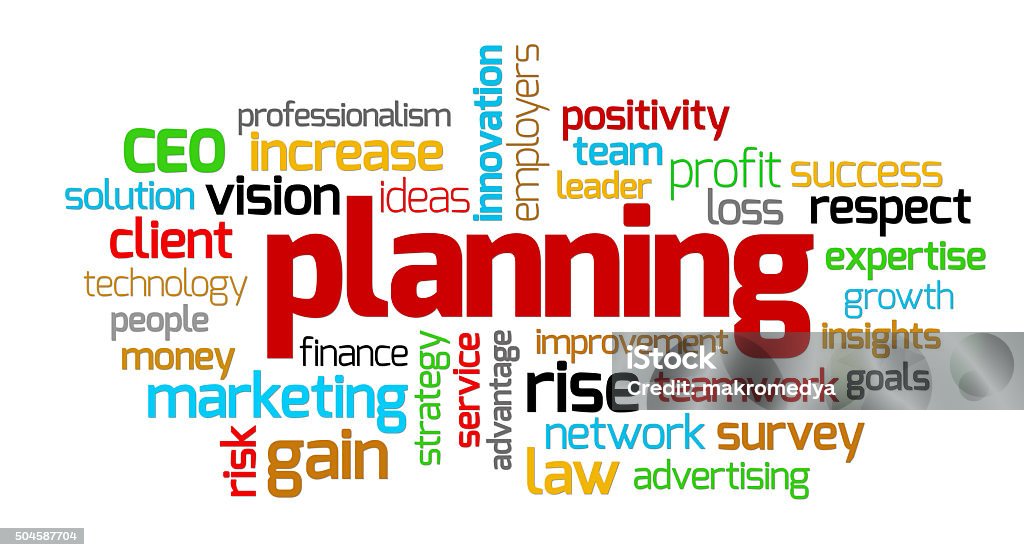 innovation
employers
professionalism
positivity
CEO
increase
team
profit
success
leader
solution
vision
ideas
loss
respect
client
planning
expertise
technology
growth
people
insights
money
finance
strategy
service
advantage
improvement
iStock™
Credit: makromedya
marketing
rise
teamwork
goals
risk
gain
network
survey
law
advertising
504587704